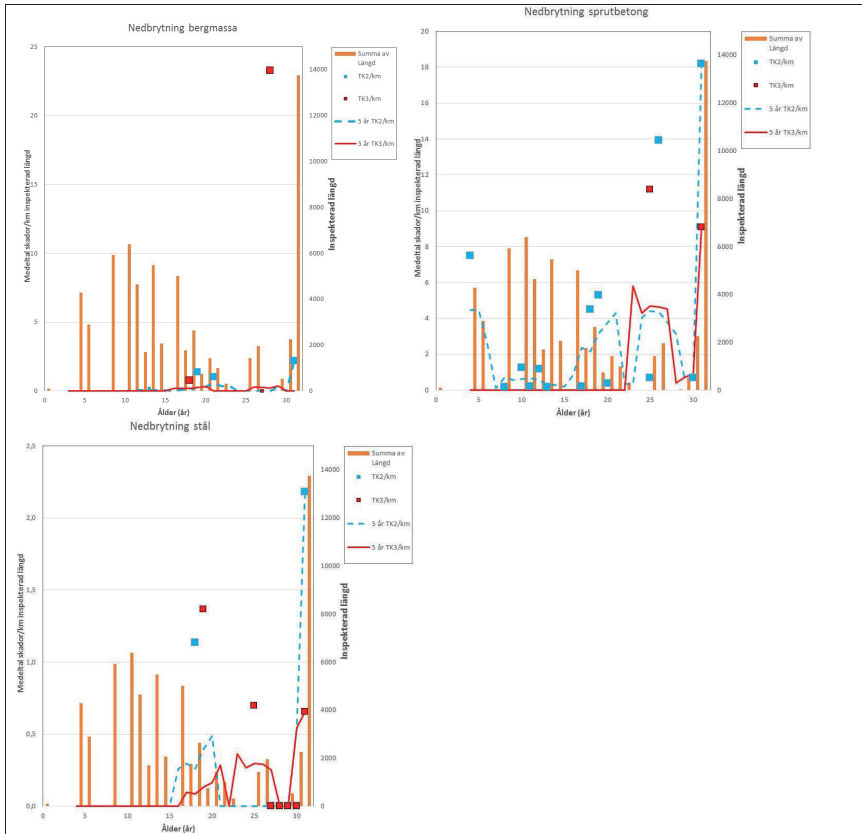 Nedbrytning bergmassa
25
20
15
10
5
0
14000
12000
10000
8000
6000
4000
2000
0
0 5 10 15 20 25 30
Medeltal skador/km inspekterad längd
Inspekterad längd
Ålder (år)
Summa av
Längd
TK2/km
TK3/km
5 år TK2/km
5 år TK3/km
Nedbrytning sprutbetong
20
18
16
14
12
10
8
6
4
2
0
14000
12000
10000
8000
6000
4000
2000
0
0 5 10 15 20 25 30
Medeltal skador/km inspekterad längd
Inspekterad längd
Ålder (år)
Summa av
Längd
TK2/km
TK3/km
5 år TK2/km
5 år TK3/km
Nedbrytning stål
2,5
2,0
1,5
1,0
0,5
0,0
14000
12000
10000
8000
6000
4000
2000
0
0 5 10 15 20 25 30
Medeltal skador/km inspekterad längd
Inspekterad längd
Ålder (år)
Summa av
Längd
TK2/km
TK3/km
5 år TK2/km
5 år TK3/km